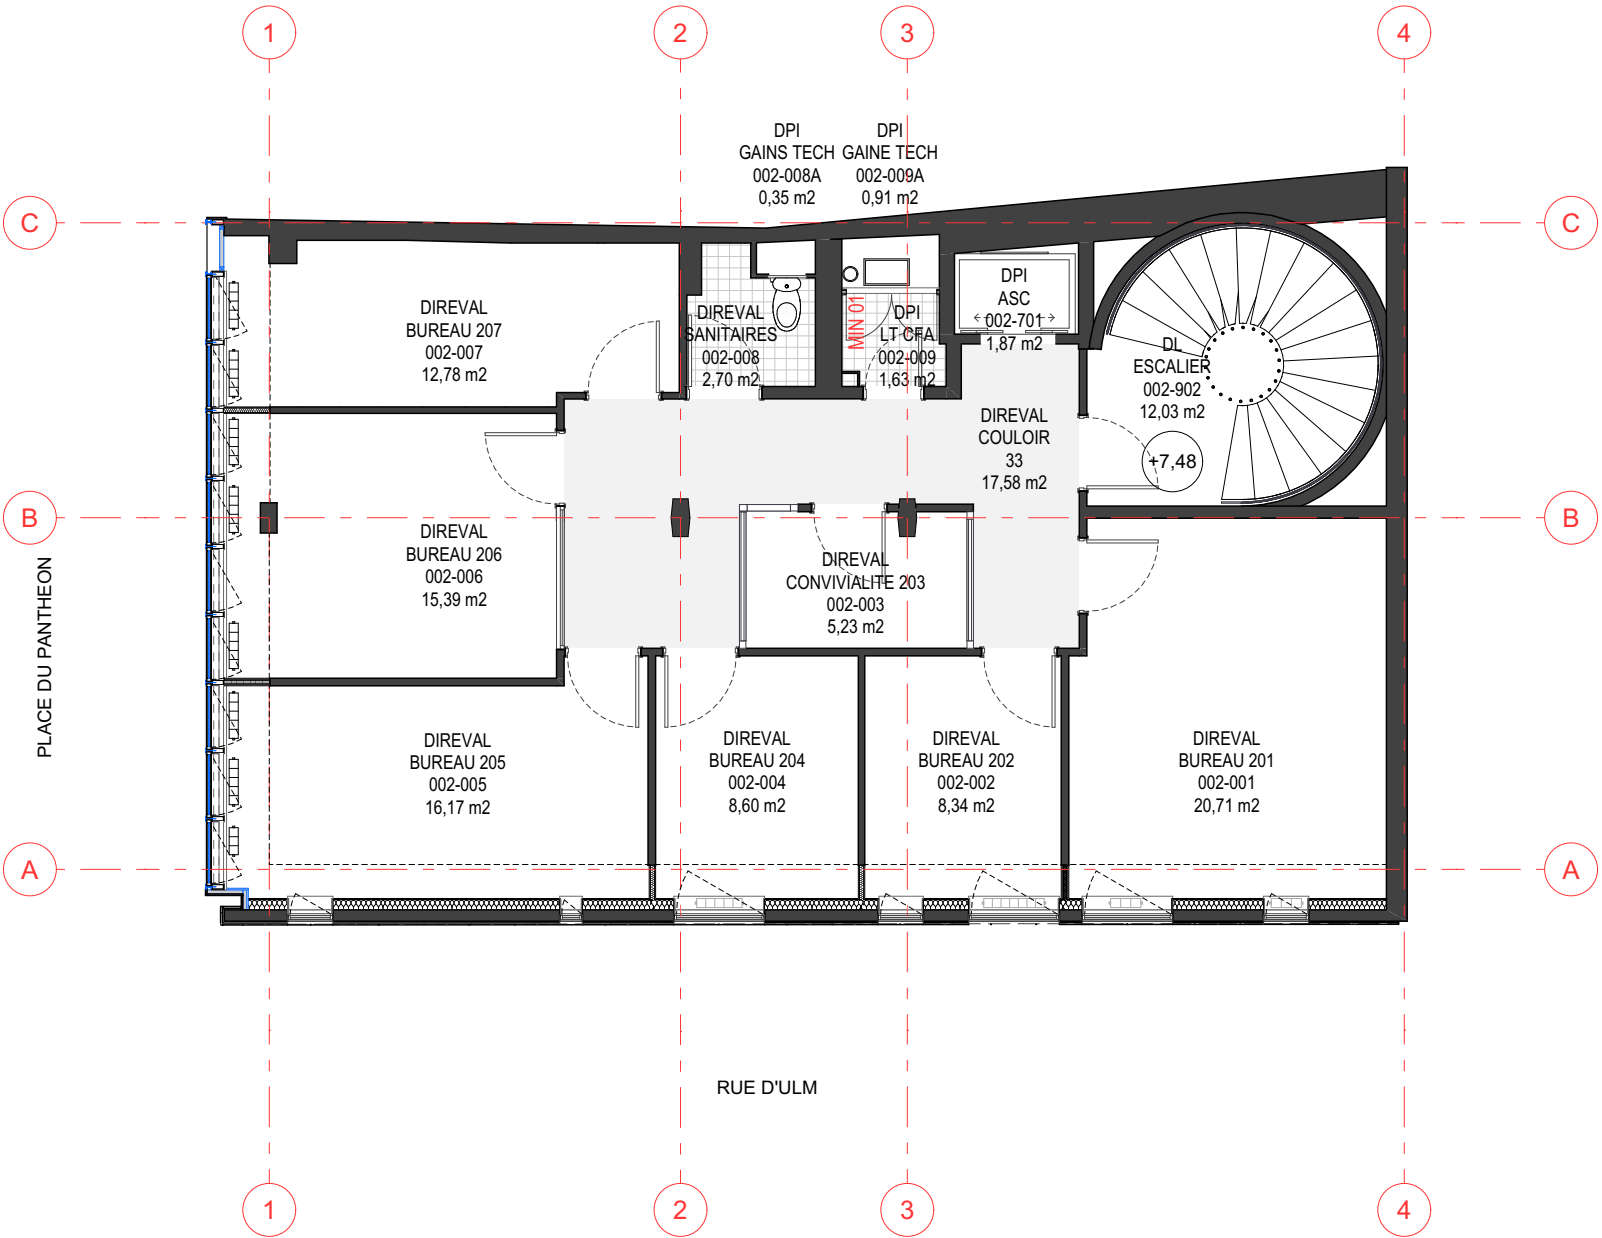 1
2
3
4
DPI
GAINS TECH
002-008A
0,35 m2
DPI
GAINE TECH
002-009A
0,91 m2
C
C
DIREVAL
BUREAU 207
002-007
12,78 m2
DIREVAL
SANITAIRES
002-008
2,70 m2
MIN 01
DPI
LT CFA
002-009
1,63 m2
DPI
ASC
002-701
1,87 m2
DL
ESCALIER
002-902
12,03 m2
+7,48
DIREVAL
COULOIR
33
17,58 m2
B
B
DIREVAL
BUREAU 206
002-006
15,39 m2
DIREVAL
CONVIVIALITE 203
002-003
5,23 m2
PLACE DU PANTHEON
DIREVAL
BUREAU 205
002-005
16,17 m2
DIREVAL
BUREAU 204
002-004
8,60 m2
DIREVAL
BUREAU 202
002-002
8,34 m2
DIREVAL
BUREAU 201
002-001
20,71 m2
A
A
RUE D'ULM
1
2
3
4